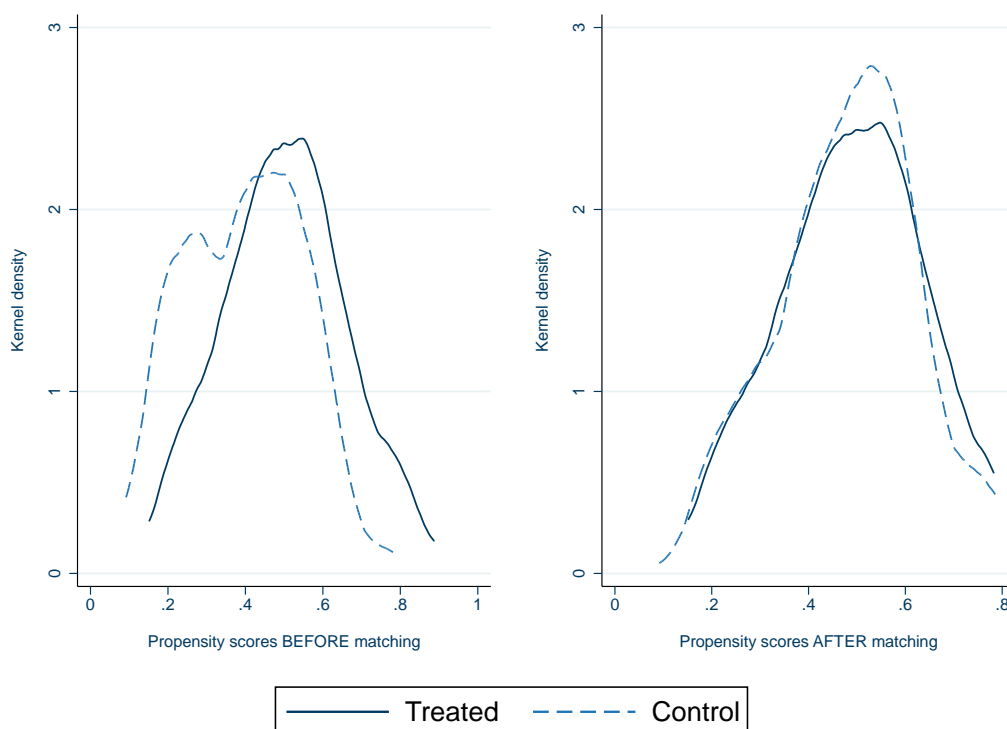 3
2
1
0
Kernel density
0 .2 .4 .6 .8 1
Propensity scores BEFORE matching
3
2
1
0
Kernel density
0 .2 .4 .6 .8
Propensity scores AFTER matching
Treated Control